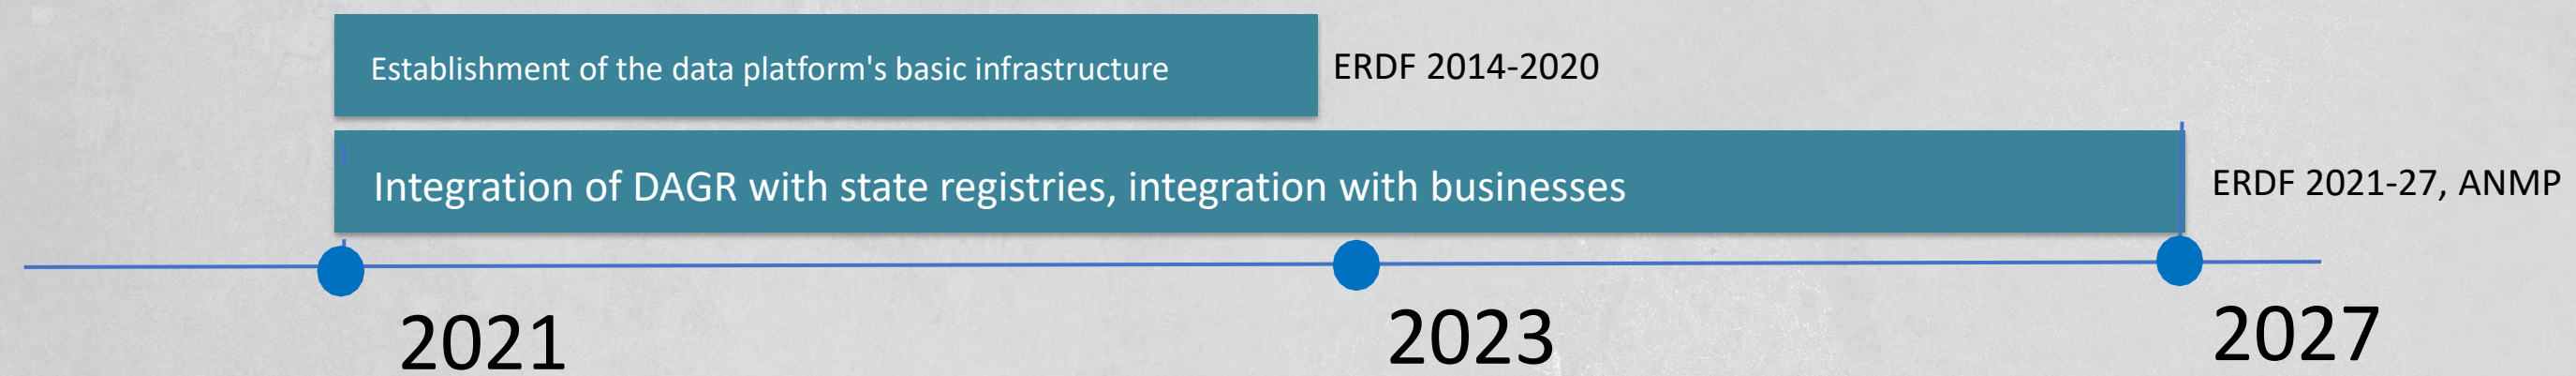 Establishment of the data platform's basic infrastructure
ERDF 2014-2020
Integration of DAGR with state registries, integration with businesses
ERDF 2021-27, ANMP
2021
2023
2027